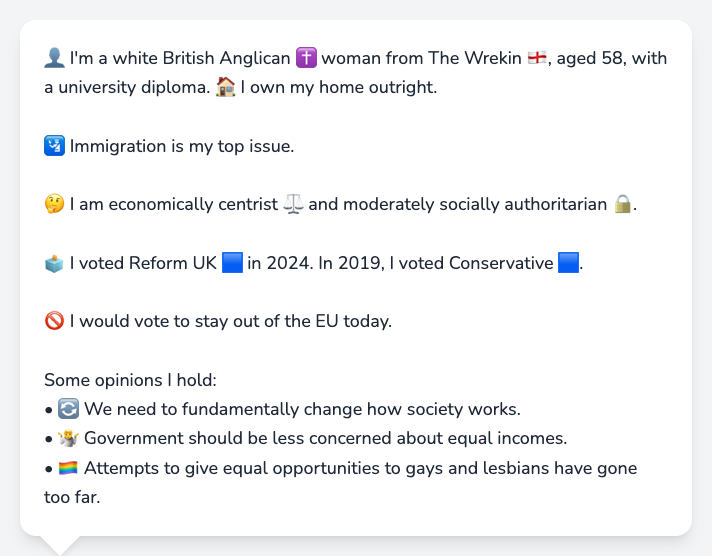 👤 I'm a white British Anglican ✝️ woman from The Wrekin 🏴󠁧󠁢󠁥󠁮󠁧󠁿, aged 58, with
a university diploma. 🏠 I own my home outright.
🛂 Immigration is my top issue.
🤔 I am economically centrist ⚖️ and moderately socially authoritarian 🔒.
🗳️ I voted Reform UK 🟦 in 2024. In 2019, I voted Conservative 🟦.
🚫 I would vote to stay out of the EU today.
Some opinions I hold:
• 🔄 We need to fundamentally change how society works.
• 🤷 Government should be less concerned about equal incomes.
• 🏳️‍🌈 Attempts to give equal opportunities to gays and lesbians have gone
too far.